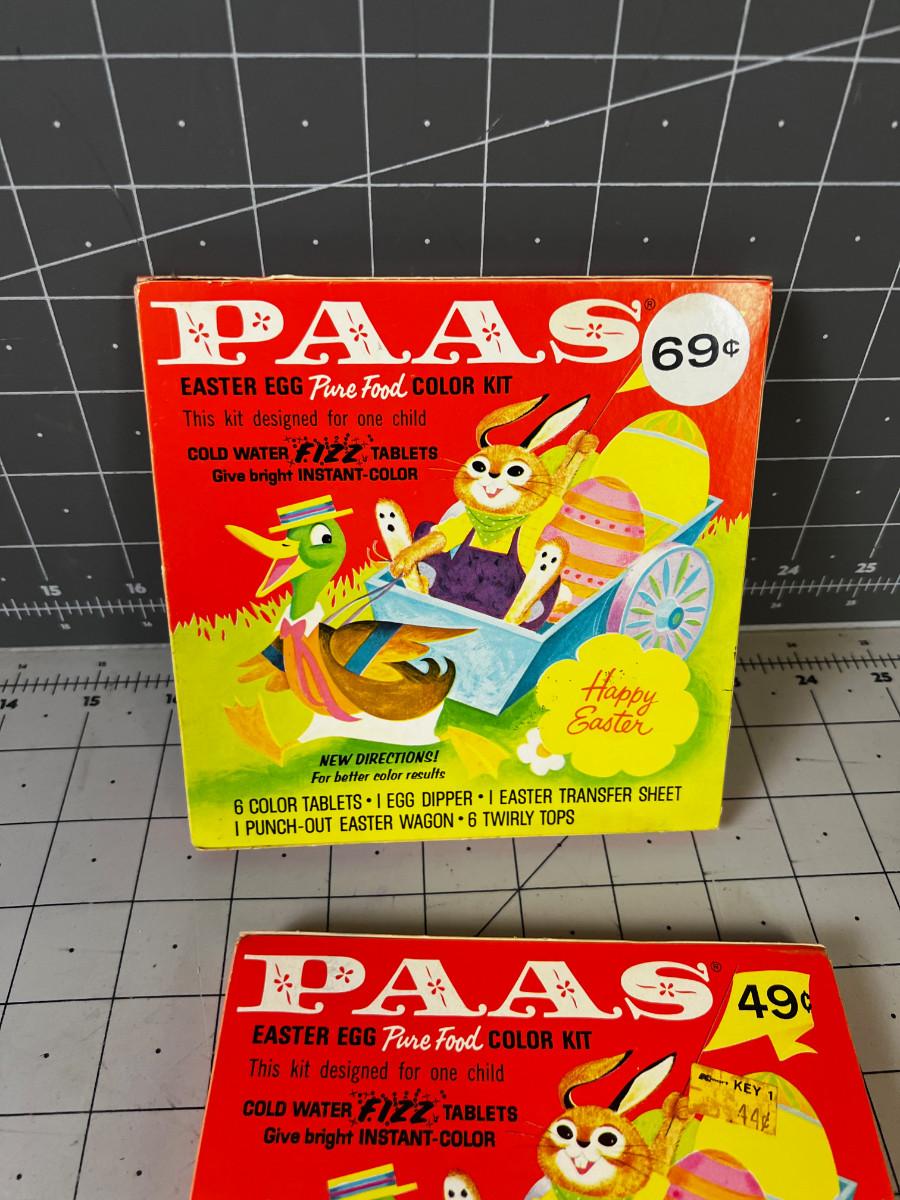 PAAS®
69¢
EASTER EGG Pure Food COLOR KIT
This kit designed for one child
COLD WATER FIZZ TABLETS
Give bright INSTANT-COLOR
Happy
Easter
NEW DIRECTIONS!
For better color results
6 COLOR TABLETS • 1 EGG DIPPER • 1 EASTER TRANSFER SHEET
1 PUNCH-OUT EASTER WAGON • 6 TWIRLY TOPS
15 16 24 25
14 15 24 25
PAAS®
49¢
EASTER EGG Pure Food COLOR KIT
This kit designed for one child
KEY 1
44¢
COLD WATER FIZZ TABLETS
Give bright INSTANT-COLOR